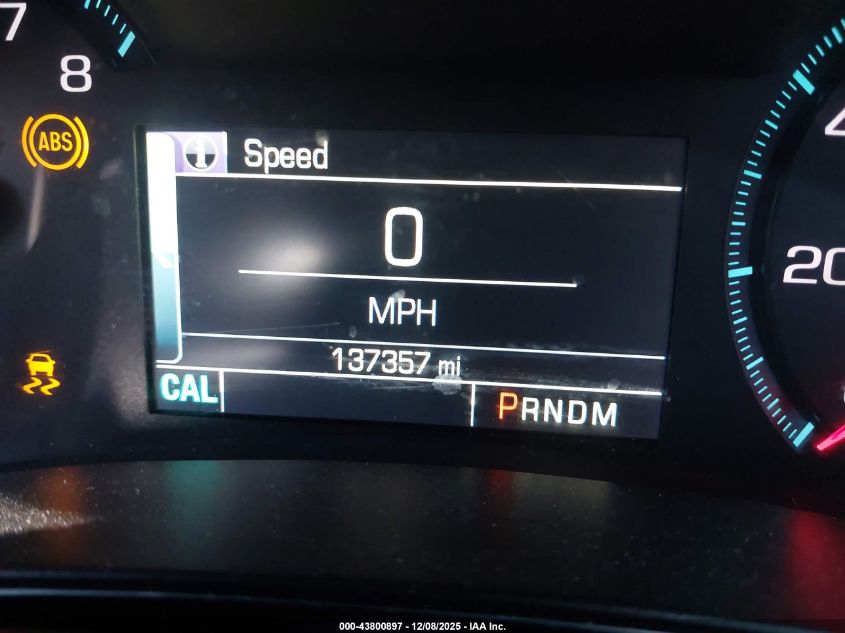 7
8
ABS
Speed
0
MPH
137357 mi
CAL
PRNDM
20
000-43800897 - 12/08/2025 - IAA Inc.